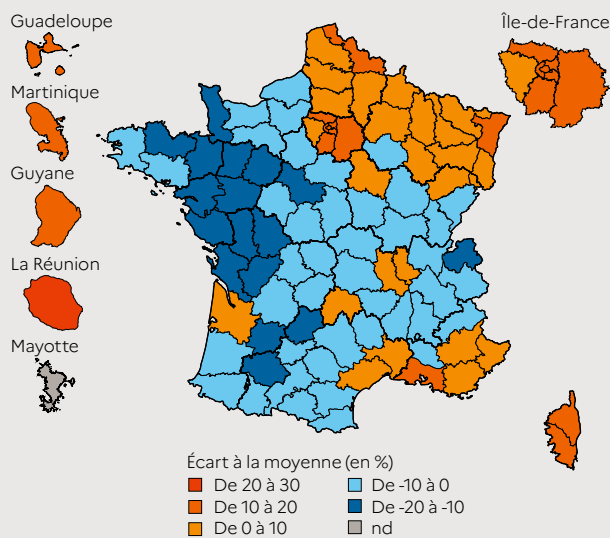 Guadeloupe
Île-de-France
Martinique
Guyane
La Réunion
Mayotte
Écart à la moyenne (en %)
De 20 à 30
De 10 à 20
De 0 à 10
De -10 à 0
De -20 à -10
nd